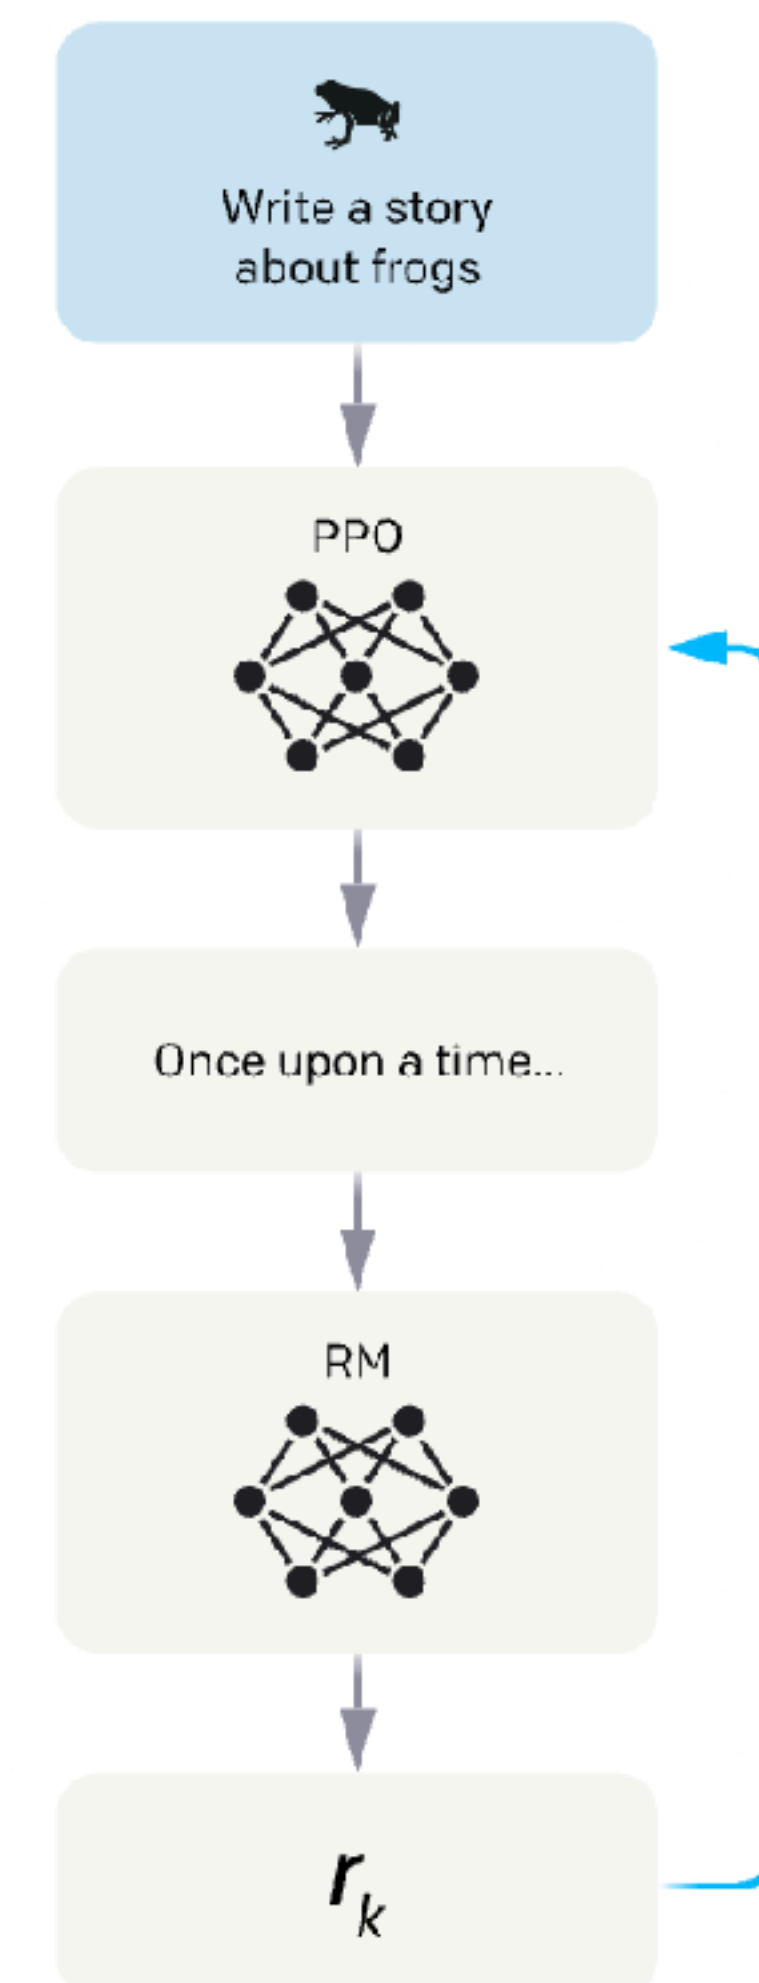 Write a story
about frogs
PPO
Once upon a time...
RM
r_k